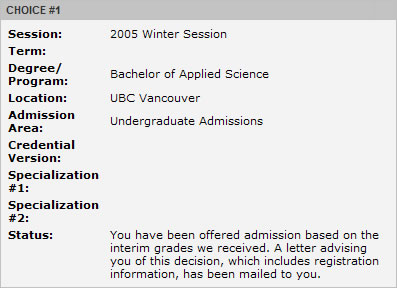 CHOICE #1
Session: 2005 Winter Session
Term:
Degree/
Program: Bachelor of Applied Science
Location: UBC Vancouver
Admission
Area: Undergraduate Admissions
Credential
Version:
Specialization
#1:
Specialization
#2:
Status: You have been offered admission based on the
interim grades we received. A letter advising
you of this decision, which includes registration
information, has been mailed to you.